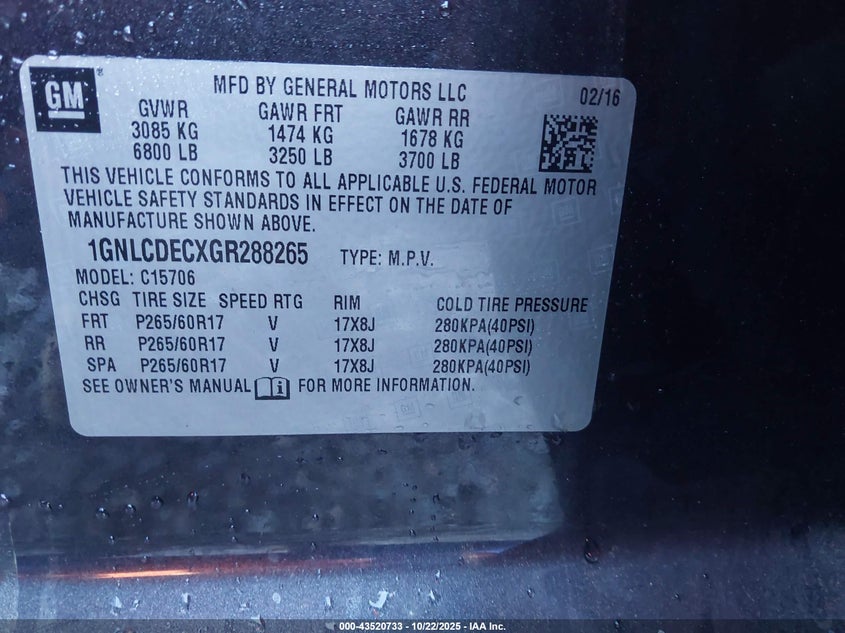 GM
MFD BY GENERAL MOTORS LLC
02/16
GVWR GAWR FRT GAWR RR
3085 KG 1474 KG 1678 KG
6800 LB 3250 LB 3700 LB
THIS VEHICLE CONFORMS TO ALL APPLICABLE U.S. FEDERAL MOTOR
VEHICLE SAFETY STANDARDS IN EFFECT ON THE DATE OF
MANUFACTURE SHOWN ABOVE.
1GNLCDECXGR288265 TYPE: M.P.V.
MODEL: C15706
CHSG TIRE SIZE SPEED RTG RIM COLD TIRE PRESSURE
FRT P265/60R17 V 17X8J 280KPA(40PSI)
RR P265/60R17 V 17X8J 280KPA(40PSI)
SPA P265/60R17 V 17X8J 280KPA(40PSI)
SEE OWNER'S MANUAL i FOR MORE INFORMATION.
000-43520733 - 10/22/2025 - IAA Inc.